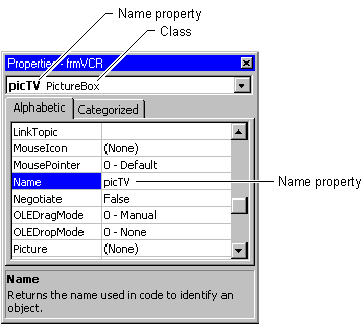 Name property
Class
Properties - frmVCR
picTV PictureBox
Alphabetic Categorized
LinkTopic
MouseIcon (None)
MousePointer 0 - Default
Name picTV Name property
Negotiate False
OLEDragMode 0 - Manual
OLEDropMode 0 - None
Picture (None)
Name
Returns the name used in code to identify an
object.